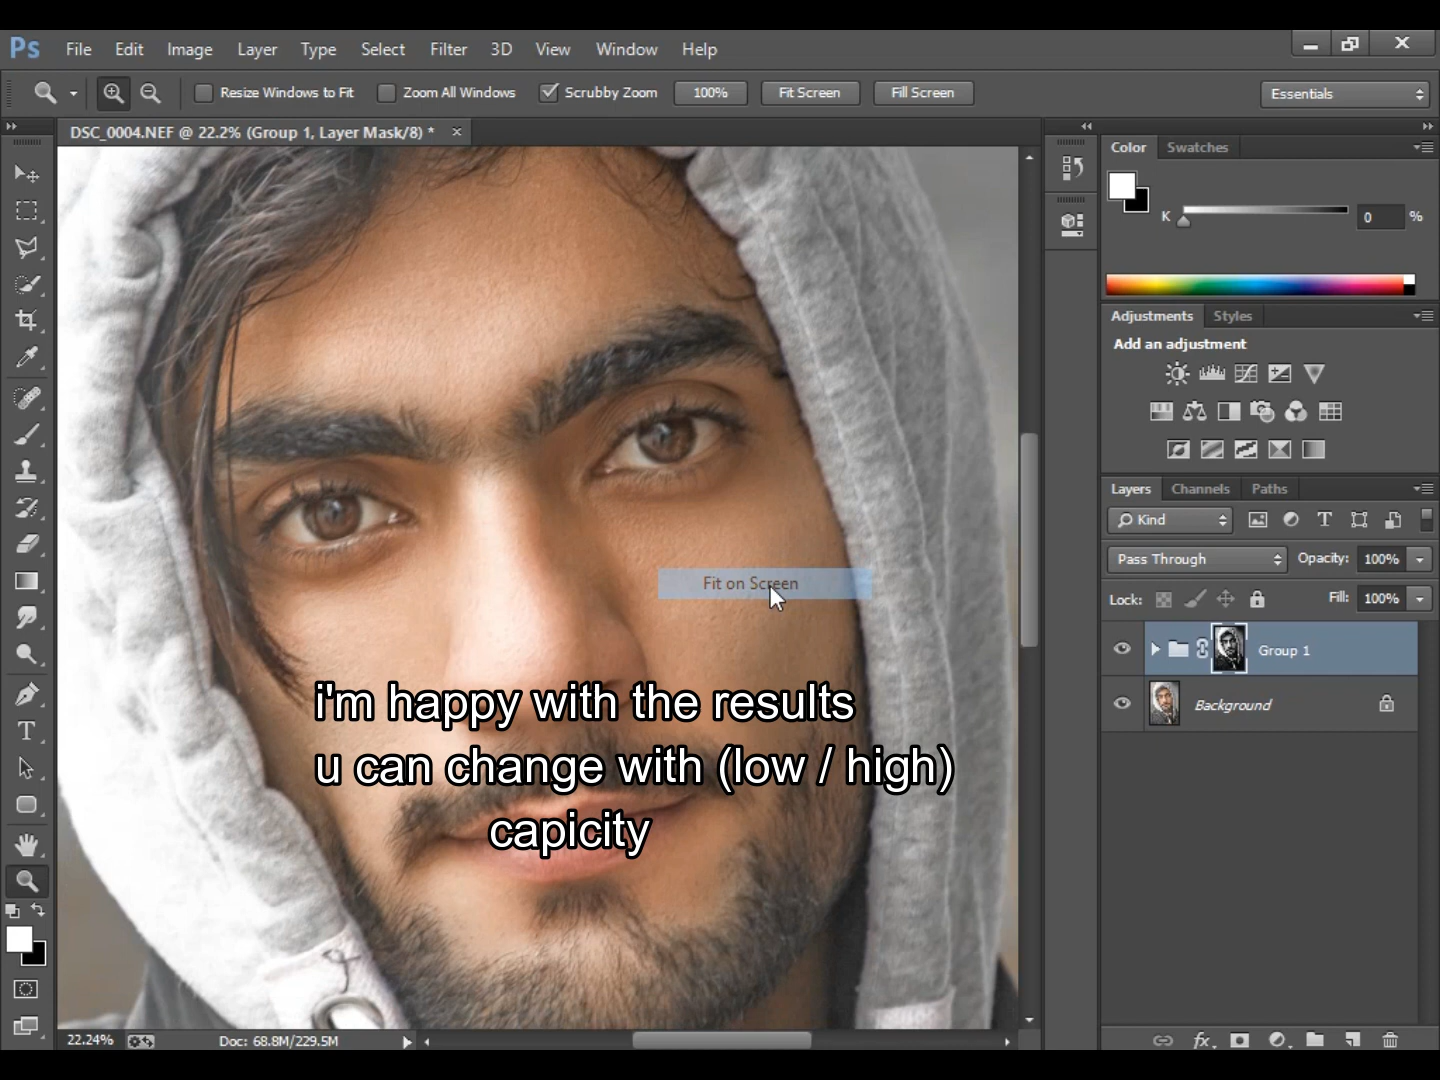 Ps File Edit Image Layer Type Select Filter 3D View Window Help
Resize Windows to Fit Zoom All Windows Scrubby Zoom 100% Fit Screen Fill Screen Essentials
DSC_0004.NEF @ 22.2% (Group 1, Layer Mask/8) * ×
Color Swatches
K 0 %
Adjustments Styles
Add an adjustment
Layers Channels Paths
Kind
Pass Through Opacity: 100%
Lock: Fill: 100%
Group 1
Background
Fit on Screen
i'm happy with the results
u can change with (low / high)
capicity
22.24% Doc: 68.8M/229.5M